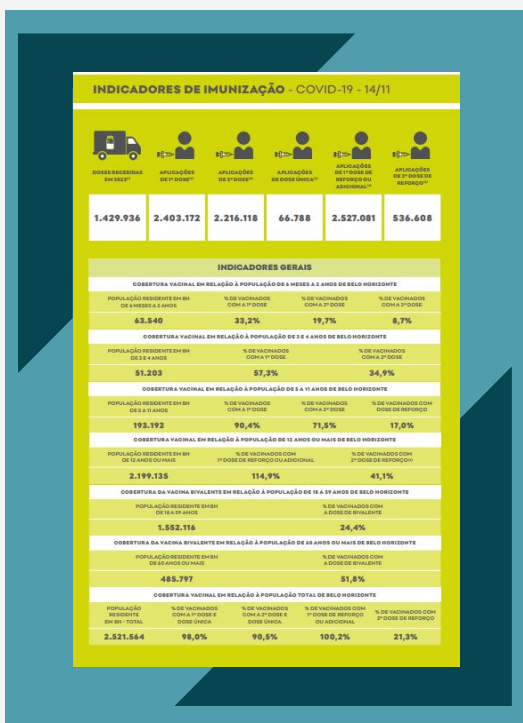 INDICADORES DE IMUNIZAÇÃO - COVID-19 - 14/11
DOSES RECEBIDAS
EM 2023⁽¹⁾
APLICAÇÕES
DE 1ª DOSE⁽²⁾
APLICAÇÕES
DE 2ª DOSE⁽²⁾
APLICAÇÕES
DE DOSE ÚNICA⁽²⁾
APLICAÇÕES
DE 1ª DOSE DE
REFORÇO OU
ADICIONAL⁽²⁾
APLICAÇÕES
DE 2ª DOSE DE
REFORÇO⁽²⁾
1.429.936 2.403.172 2.216.118 66.788 2.527.081 536.608
INDICADORES GERAIS
COBERTURA VACINAL EM RELAÇÃO À POPULAÇÃO DE 6 MESES A 2 ANOS DE BELO HORIZONTE
POPULAÇÃO RESIDENTE EM BH
DE 6 MESES A 2 ANOS
% DE VACINADOS
COM A 1ª DOSE
% DE VACINADOS
COM A 2ª DOSE
% DE VACINADOS
COM A 3ª DOSE
63.540 33,2% 19,7% 8,7%
COBERTURA VACINAL EM RELAÇÃO À POPULAÇÃO DE 3 E 4 ANOS DE BELO HORIZONTE
POPULAÇÃO RESIDENTE EM BH
DE 3 E 4 ANOS
% DE VACINADOS
COM A 1ª DOSE
% DE VACINADOS
COM A 2ª DOSE
51.203 57,3% 34,9%
COBERTURA VACINAL EM RELAÇÃO À POPULAÇÃO DE 5 A 11 ANOS DE BELO HORIZONTE
POPULAÇÃO RESIDENTE EM BH
DE 5 A 11 ANOS
% DE VACINADOS
COM A 1ª DOSE
% DE VACINADOS
COM A 2ª DOSE
% DE VACINADOS COM
DOSE DE REFORÇO
193.192 90,4% 71,5% 17,0%
COBERTURA VACINAL EM RELAÇÃO À POPULAÇÃO DE 12 ANOS OU MAIS DE BELO HORIZONTE
POPULAÇÃO RESIDENTE EM BH
DE 12 ANOS OU MAIS
% DE VACINADOS COM
1ª DOSE DE REFORÇO OU ADICIONAL
% DE VACINADOS COM
2ª DOSE DE REFORÇO
2.199.135 114,9% 41,1%
COBERTURA DA VACINA BIVALENTE EM RELAÇÃO À POPULAÇÃO DE 18 A 59 ANOS DE BELO HORIZONTE
POPULAÇÃO RESIDENTE EM BH
DE 18 A 59 ANOS
% DE VACINADOS COM
A DOSE DE BIVALENTE
1.552.116 24,4%
COBERTURA DA VACINA BIVALENTE EM RELAÇÃO À POPULAÇÃO DE 60 ANOS OU MAIS DE BELO HORIZONTE
POPULAÇÃO RESIDENTE EM BH
DE 60 ANOS OU MAIS
% DE VACINADOS COM
A DOSE DE BIVALENTE
485.797 51,8%
COBERTURA VACINAL EM RELAÇÃO À POPULAÇÃO TOTAL DE BELO HORIZONTE
POPULAÇÃO
RESIDENTE
EM BH - TOTAL
% DE VACINADOS
COM A 1ª DOSE E
DOSE ÚNICA
% DE VACINADOS
COM A 2ª DOSE E
DOSE ÚNICA
% DE VACINADOS COM
1ª DOSE DE REFORÇO
OU ADICIONAL
% DE VACINADOS COM
2ª DOSE DE REFORÇO
2.521.564 98,0% 90,5% 100,2% 21,3%